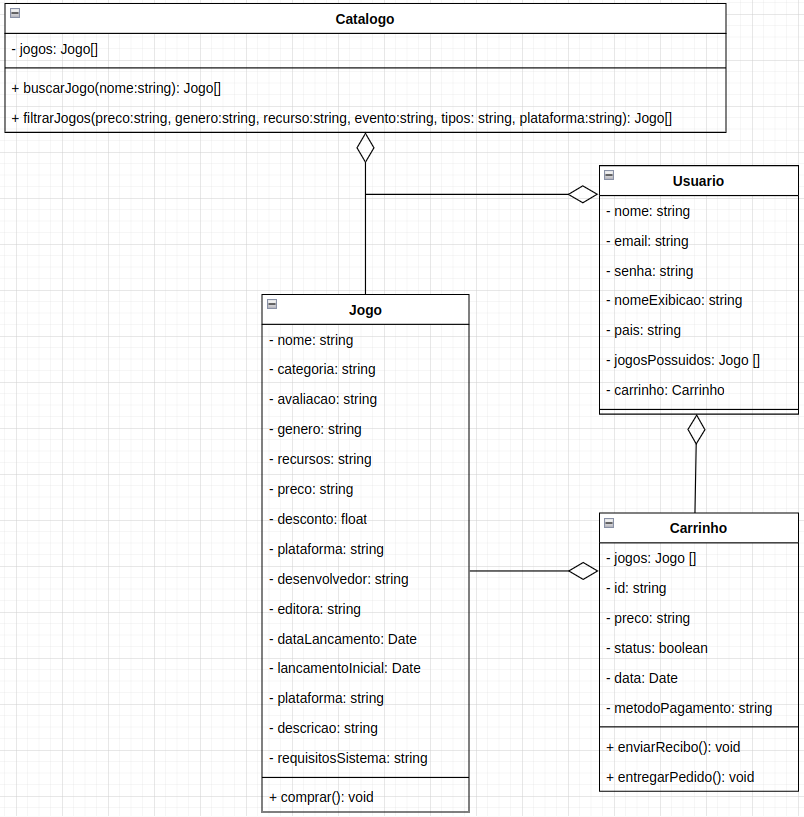 Catalogo
- jogos: Jogo[]
+ buscarJogo(nome:string): Jogo[]
+ filtrarJogos(preco:string, genero:string, recurso:string, evento:string, tipos: string, plataforma:string): Jogo[]
Usuario
- nome: string
- email: string
- senha: string
- nomeExibicao: string
- pais: string
- jogosPossuidos: Jogo []
- carrinho: Carrinho
Jogo
- nome: string
- categoria: string
- avaliacao: string
- genero: string
- recursos: string
- preco: string
- desconto: float
- plataforma: string
- desenvolvedor: string
- editora: string
- dataLancamento: Date
- lancamentoInicial: Date
- plataforma: string
- descricao: string
- requisitosSistema: string
+ comprar(): void
Carrinho
- jogos: Jogo []
- id: string
- preco: string
- status: boolean
- data: Date
- metodoPagamento: string
+ enviarRecibo(): void
+ entregarPedido(): void